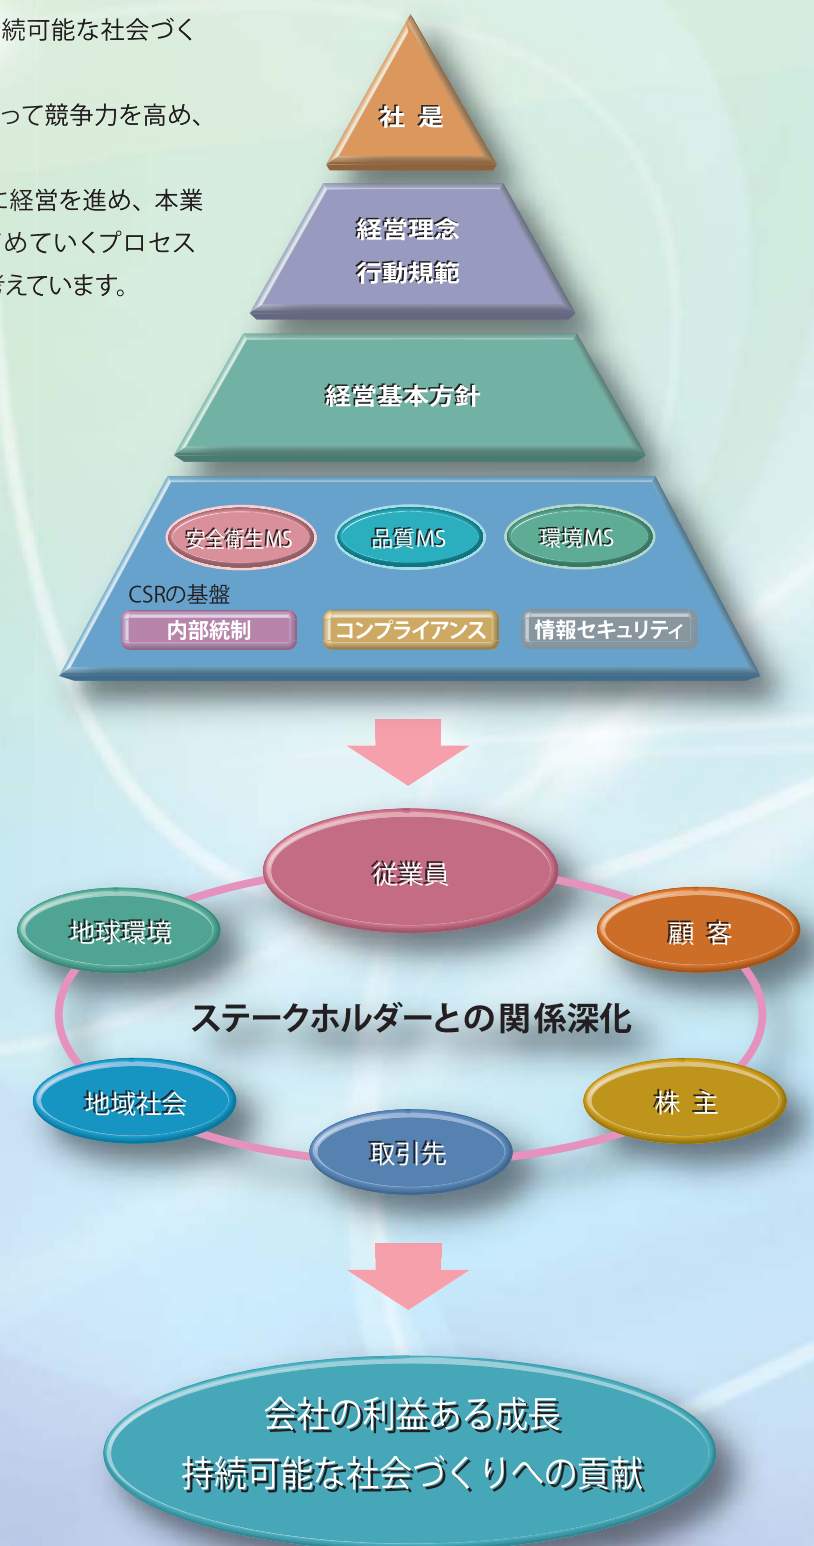 続可能な社会づく
って競争力を高め、
に経営を進め、本業
めていくプロセス
考えています。
社 是
経営理念
行動規範
経営基本方針
安全衛生MS
品質MS
環境MS
CSRの基盤
内部統制
コンプライアンス
情報セキュリティ
従業員
地球環境
顧 客
ステークホルダーとの関係深化
地域社会
株 主
取引先
会社の利益ある成長
持続可能な社会づくりへの貢献